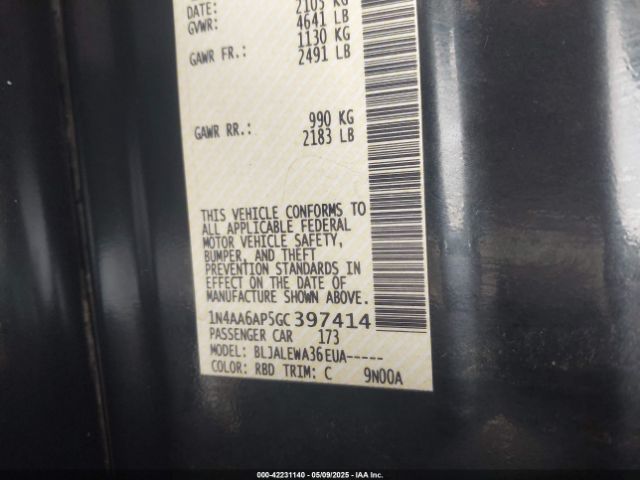 DATE:
2105 KG
GVWR:
4641 LB
1130 KG
GAWR FR.:
2491 LB
990 KG
GAWR RR.:
2183 LB
THIS VEHICLE CONFORMS TO
ALL APPLICABLE FEDERAL
MOTOR VEHICLE SAFETY,
BUMPER, AND THEFT
PREVENTION STANDARDS IN
EFFECT ON THE DATE OF
MANUFACTURE SHOWN ABOVE.
1N4AA6AP5GC397414
PASSENGER CAR 173
MODEL: BLJALEWA36EUA-----
COLOR: RBD TRIM: C 9N00A
000-42231140 - 05/09/2025 - IAA Inc.